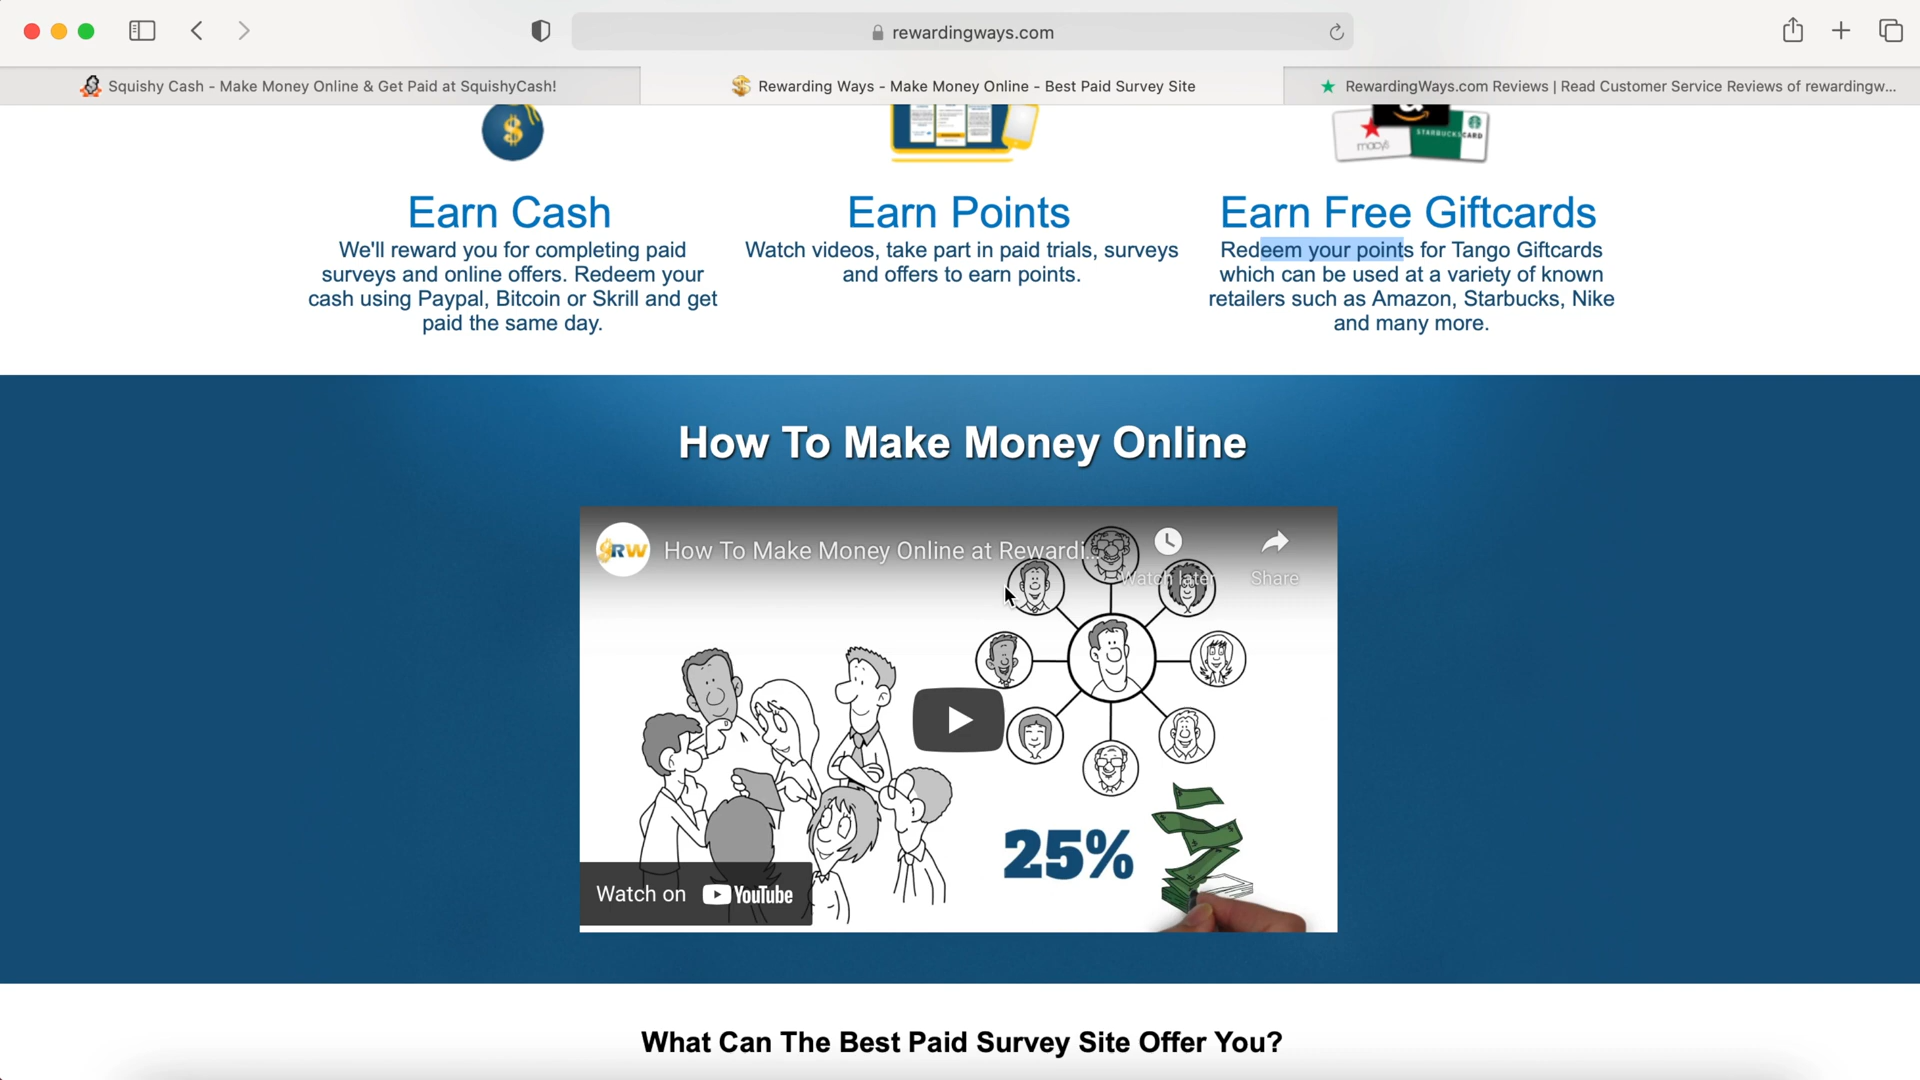 rewardingways.com
Squishy Cash - Make Money Online & Get Paid at SquishyCash!
Rewarding Ways - Make Money Online - Best Paid Survey Site
RewardingWays.com Reviews | Read Customer Service Reviews of rewardingw...
$
macy's
STARBUCKS CARD
Earn Cash
We'll reward you for completing paid
surveys and online offers. Redeem your
cash using Paypal, Bitcoin or Skrill and get
paid the same day.
Earn Points
Watch videos, take part in paid trials, surveys
and offers to earn points.
Earn Free Giftcards
Redeem your points for Tango Giftcards
which can be used at a variety of known
retailers such as Amazon, Starbucks, Nike
and many more.
How To Make Money Online
$RW
How To Make Money Online at Rewardi...
Watch later
Share
25%
Watch on YouTube
What Can The Best Paid Survey Site Offer You?